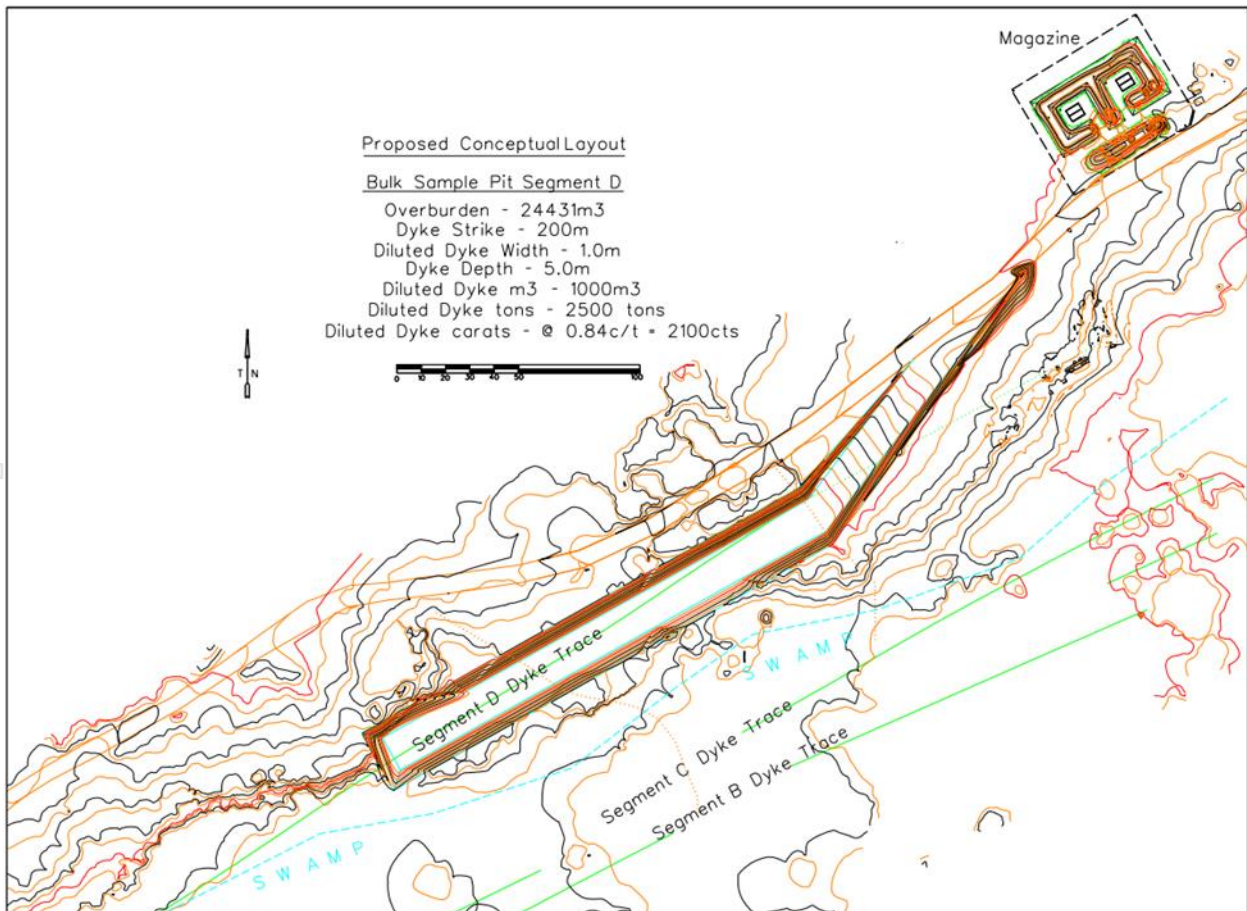 Magazine
Proposed Conceptual Layout
Bulk Sample Pit Segment D
Overburden - 24431m3
Dyke Strike - 200m
Diluted Dyke Width - 1.0m
Dyke Depth - 5.0m
Diluted Dyke m3 - 1000m3
Diluted Dyke tons - 2500 tons
Diluted Dyke carats - @ 0.84c/t = 2100cts
T N
0 10 20 30 40 50 100
Segment D Dyke Trace
SWAMP
Segment C Dyke Trace
Segment B Dyke Trace
SWAMP